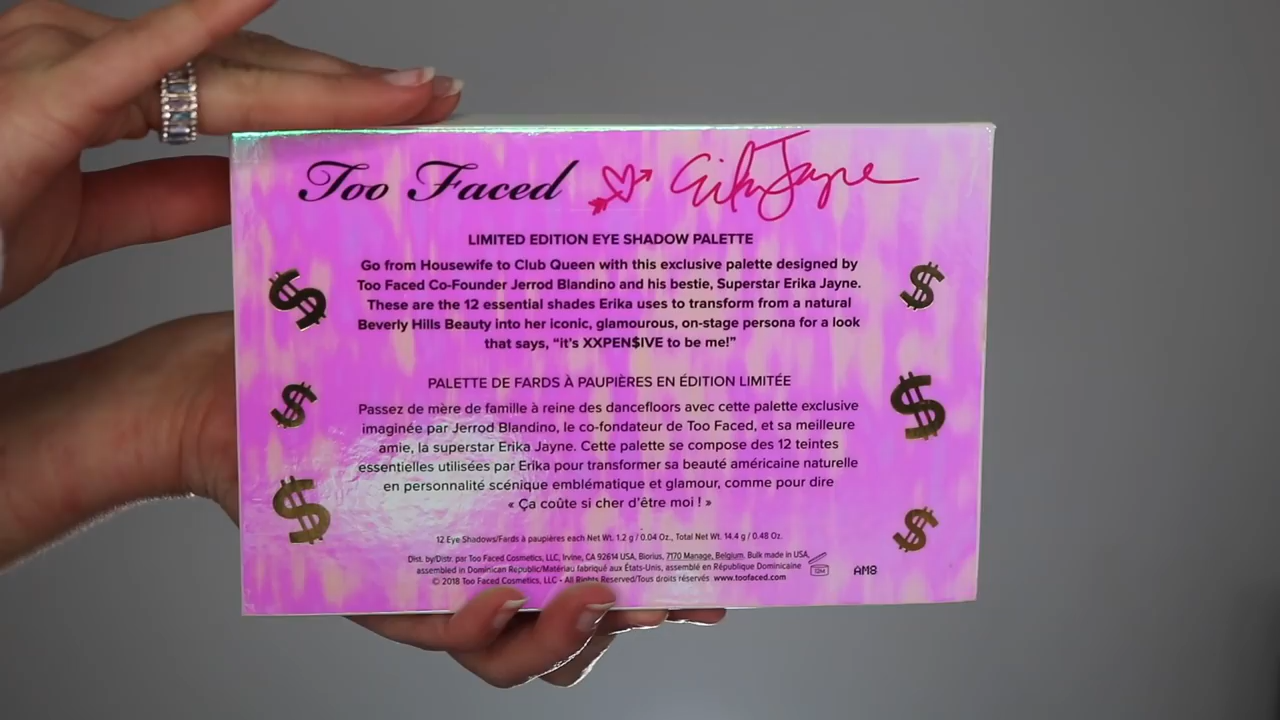 Too Faced Erika Jayne
LIMITED EDITION EYE SHADOW PALETTE
Go from Housewife to Club Queen with this exclusive palette designed by
Too Faced Co-Founder Jerrod Blandino and his bestie, Superstar Erika Jayne.
These are the 12 essential shades Erika uses to transform from a natural
Beverly Hills Beauty into her iconic, glamourous, on-stage persona for a look
that says, “it's XXPEN$IVE to be me!”
PALETTE DE FARDS À PAUPIÈRES EN ÉDITION LIMITÉE
Passez de mère de famille à reine des dancefloors avec cette palette exclusive
imaginée par Jerrod Blandino, le co-fondateur de Too Faced, et sa meilleure
amie, la superstar Erika Jayne. Cette palette se compose des 12 teintes
essentielles utilisées par Erika pour transformer sa beauté américaine naturelle
en personnalité scénique emblématique et glamour, comme pour dire
« Ça coûte si cher d'être moi ! »
12 Eye Shadows/Fards à paupières each Net Wt. 1.2 g / 0.04 Oz., Total Net Wt. 14.4 g / 0.48 Oz.
Dist. by/Distr. par Too Faced Cosmetics, LLC, Irvine, CA 92614 USA, Biorius, 7170 Manage, Belgium. Bulk made in USA,
assembled in Dominican Republic/Matériau fabriqué aux États-Unis, assemblé en République Dominicaine
© 2018 Too Faced Cosmetics, LLC • All Rights Reserved/Tous droits réservés www.toofaced.com
12M
AM8